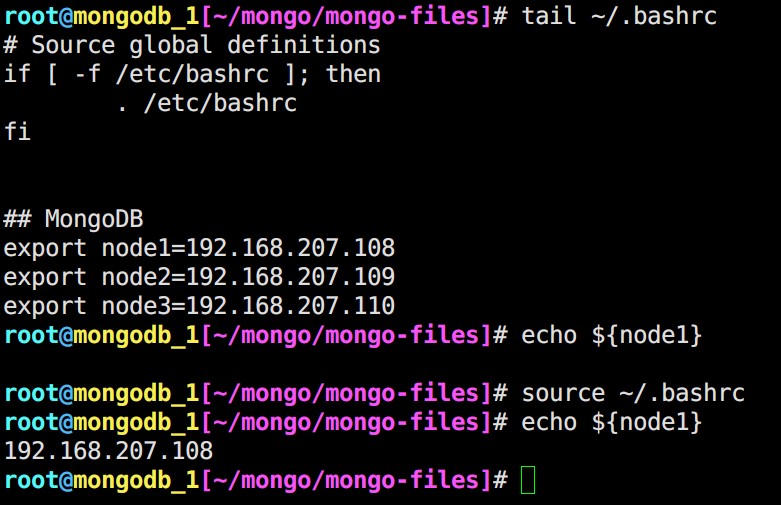 root@mongodb_1[~/mongo/mongo-files]# tail ~/.bashrc
# Source global definitions
if [ -f /etc/bashrc ]; then
        . /etc/bashrc
fi


## MongoDB
export node1=192.168.207.108
export node2=192.168.207.109
export node3=192.168.207.110
root@mongodb_1[~/mongo/mongo-files]# echo ${node1}

root@mongodb_1[~/mongo/mongo-files]# source ~/.bashrc
root@mongodb_1[~/mongo/mongo-files]# echo ${node1}
192.168.207.108
root@mongodb_1[~/mongo/mongo-files]#